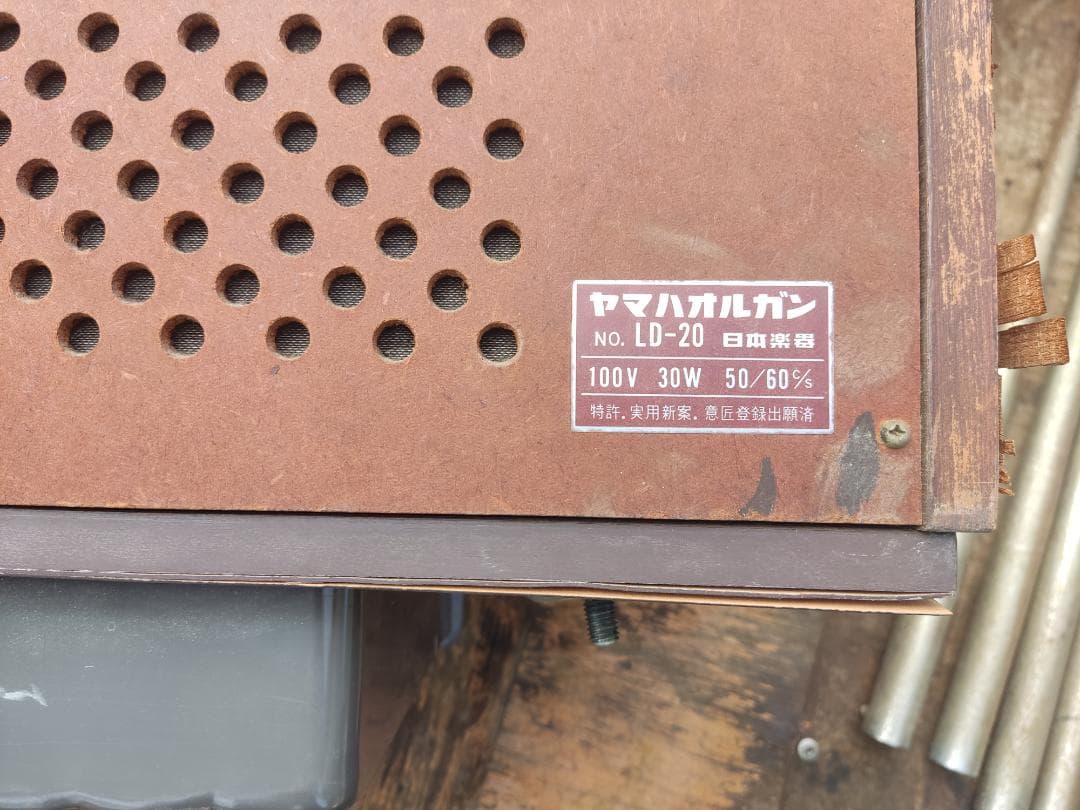 ヤマハオルガン
NO. LD-20 日本楽器
100V 30W 50/60 c/s
特許.実用新案.意匠登録出願済